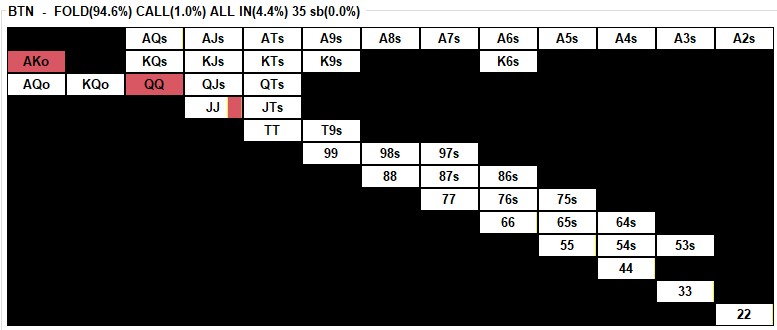 BTN - FOLD(94.6%) CALL(1.0%) ALL IN(4.4%) 35 sb(0.0%)
AQs AJs ATs A9s A8s A7s A6s A5s A4s A3s A2s
AKo KQs KJs KTs K9s K6s
AQo KQo QQ QJs QTs
JJ JTs
TT T9s
99 98s 97s
88 87s 86s
77 76s 75s
66 65s 64s
55 54s 53s
44
33
22